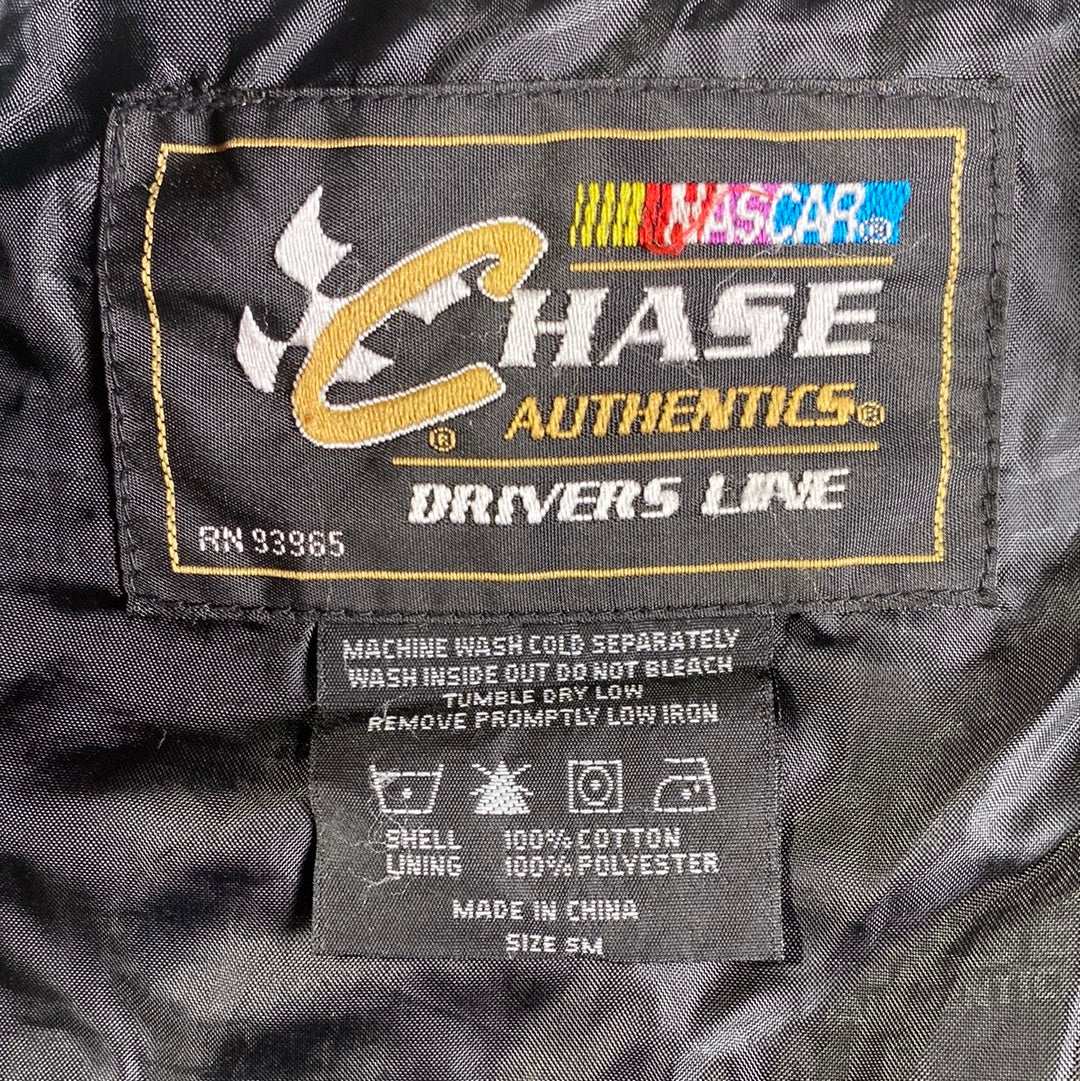 NASCAR®
CHASE
® AUTHENTICS®
DRIVERS LINE
RN 93965
MACHINE WASH COLD SEPARATELY
WASH INSIDE OUT DO NOT BLEACH
TUMBLE DRY LOW
REMOVE PROMPTLY LOW IRON
SHELL 100% COTTON
LINING 100% POLYESTER
MADE IN CHINA
SIZE SM